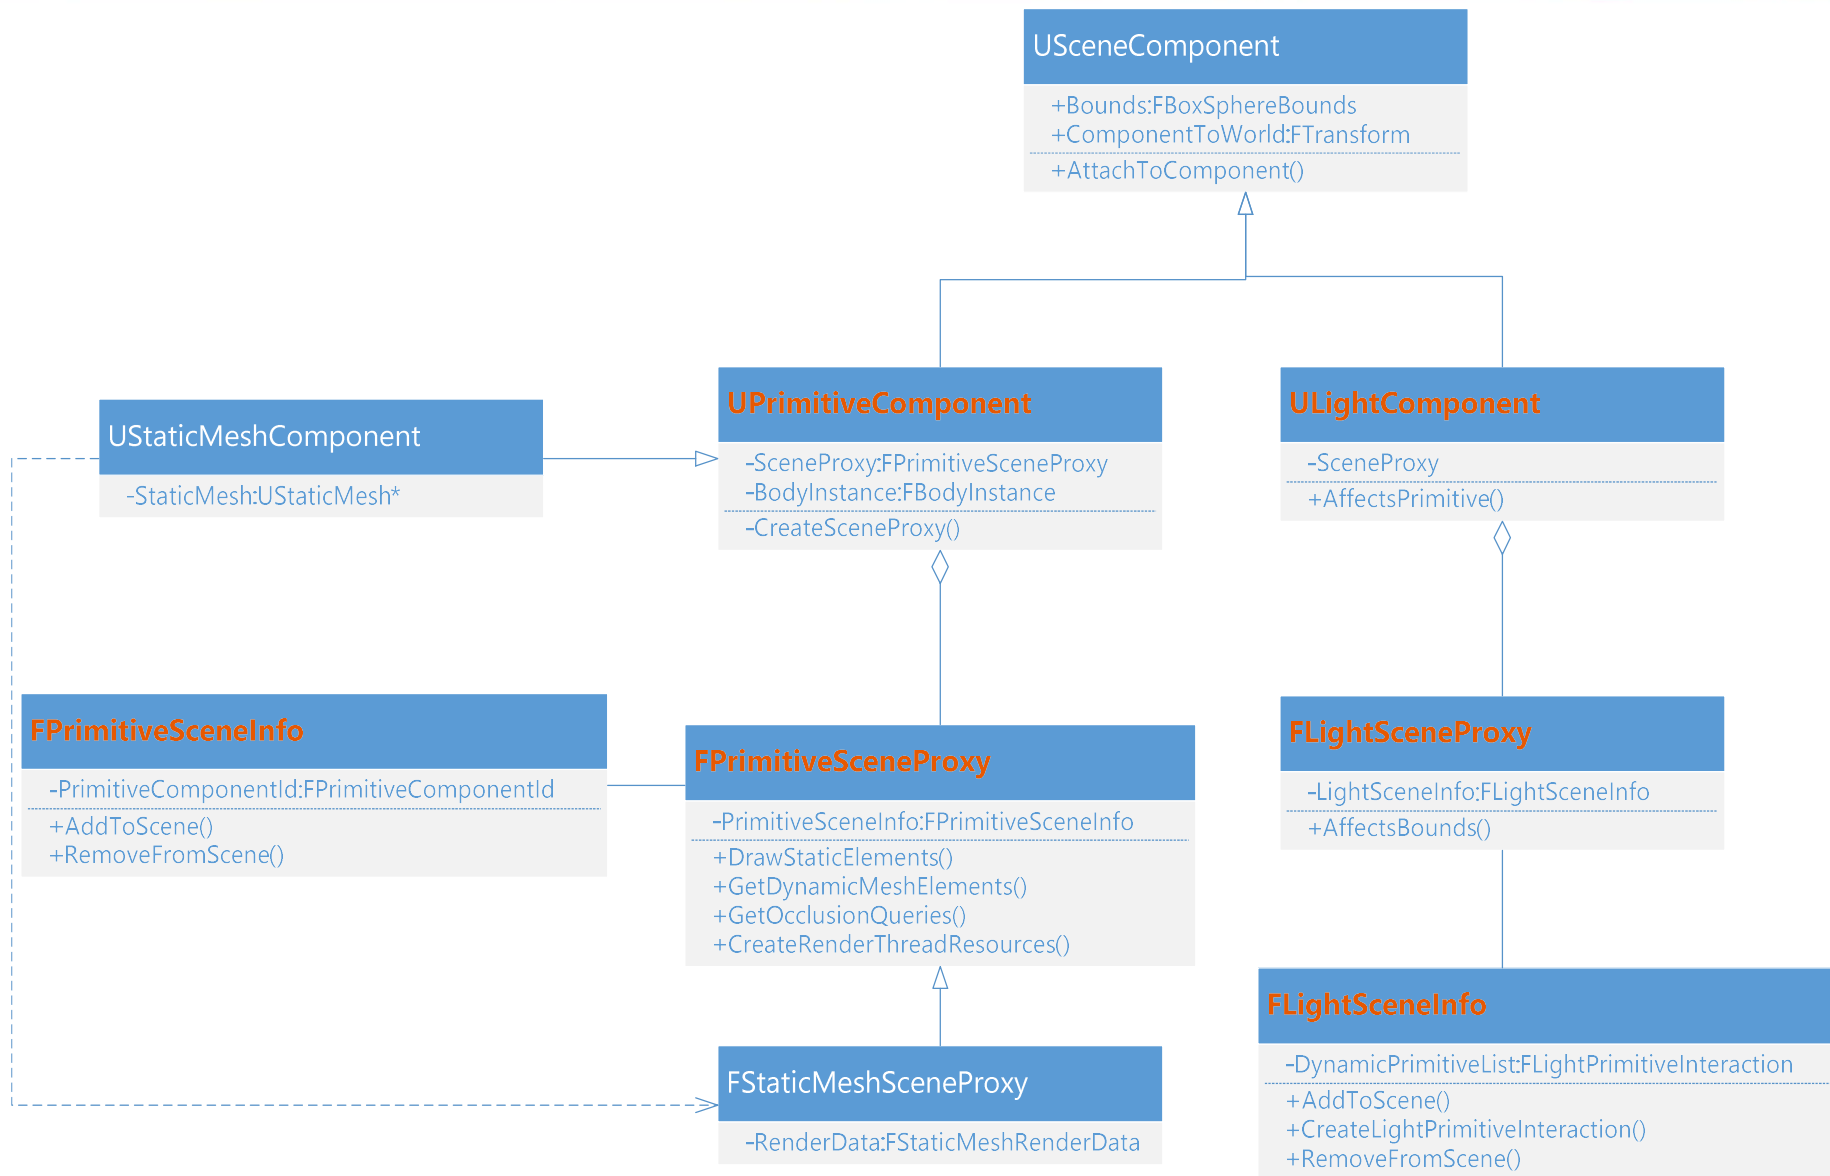 USceneComponent
+Bounds:FBoxSphereBounds
+ComponentToWorld:FTransform
+AttachToComponent()
UStaticMeshComponent
-StaticMesh:UStaticMesh*
UPrimitiveComponent
-SceneProxy:FPrimitiveSceneProxy
-BodyInstance:FBodyInstance
-CreateSceneProxy()
ULightComponent
-SceneProxy
+AffectsPrimitive()
FPrimitiveSceneInfo
-PrimitiveComponentId:FPrimitiveComponentId
+AddToScene()
+RemoveFromScene()
FPrimitiveSceneProxy
-PrimitiveSceneInfo:FPrimitiveSceneInfo
+DrawStaticElements()
+GetDynamicMeshElements()
+GetOcclusionQueries()
+CreateRenderThreadResources()
FLightSceneProxy
-LightSceneInfo:FLightSceneInfo
+AffectsBounds()
FStaticMeshSceneProxy
-RenderData:FStaticMeshRenderData
FLightSceneInfo
-DynamicPrimitiveList:FLightPrimitiveInteraction
+AddToScene()
+CreateLightPrimitiveInteraction()
+RemoveFromScene()